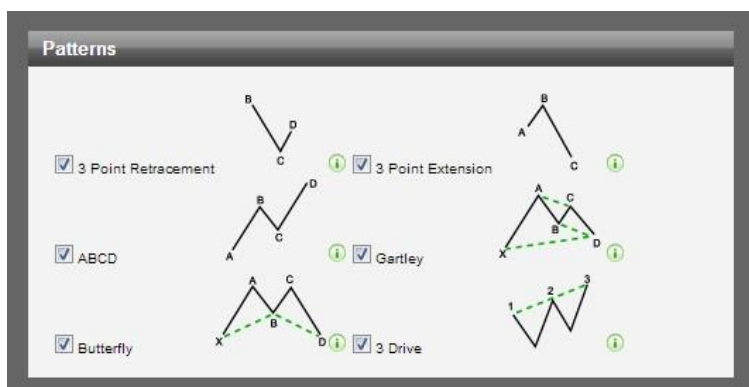 Patterns
B
D
C
3 Point Retracement
B
A
C
3 Point Extension
D
B
C
A
ABCD
A
C
B
D
X
Gartley
A
C
B
X
D
Butterfly
3
2
1
3 Drive